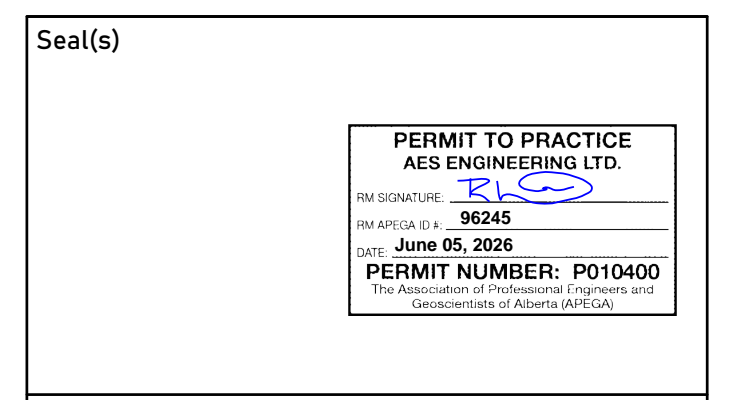 Seal(s)
PERMIT TO PRACTICE
AES ENGINEERING LTD.
RM SIGNATURE:
RM APEGA ID #: 96245
DATE: June 05, 2026
PERMIT NUMBER: P010400
The Association of Professional Engineers and
Geoscientists of Alberta (APEGA)